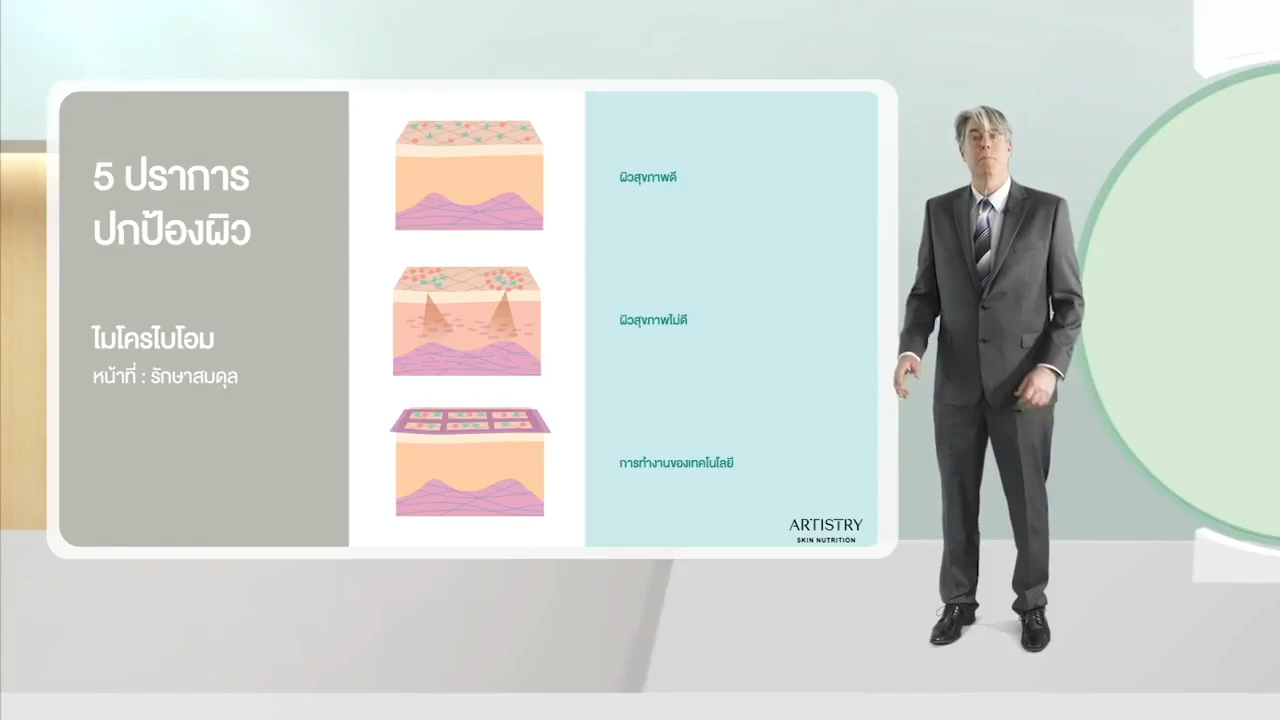 5 ปราการ
ปกป้องผิว
ไมโครไบโอม
หน้าที่ : รักษาสมดุล
ผิวสุขภาพดี
ผิวสุขภาพไม่ดี
การทำงานของเทคโนโลยี
ARTISTRY
SKIN NUTRITION